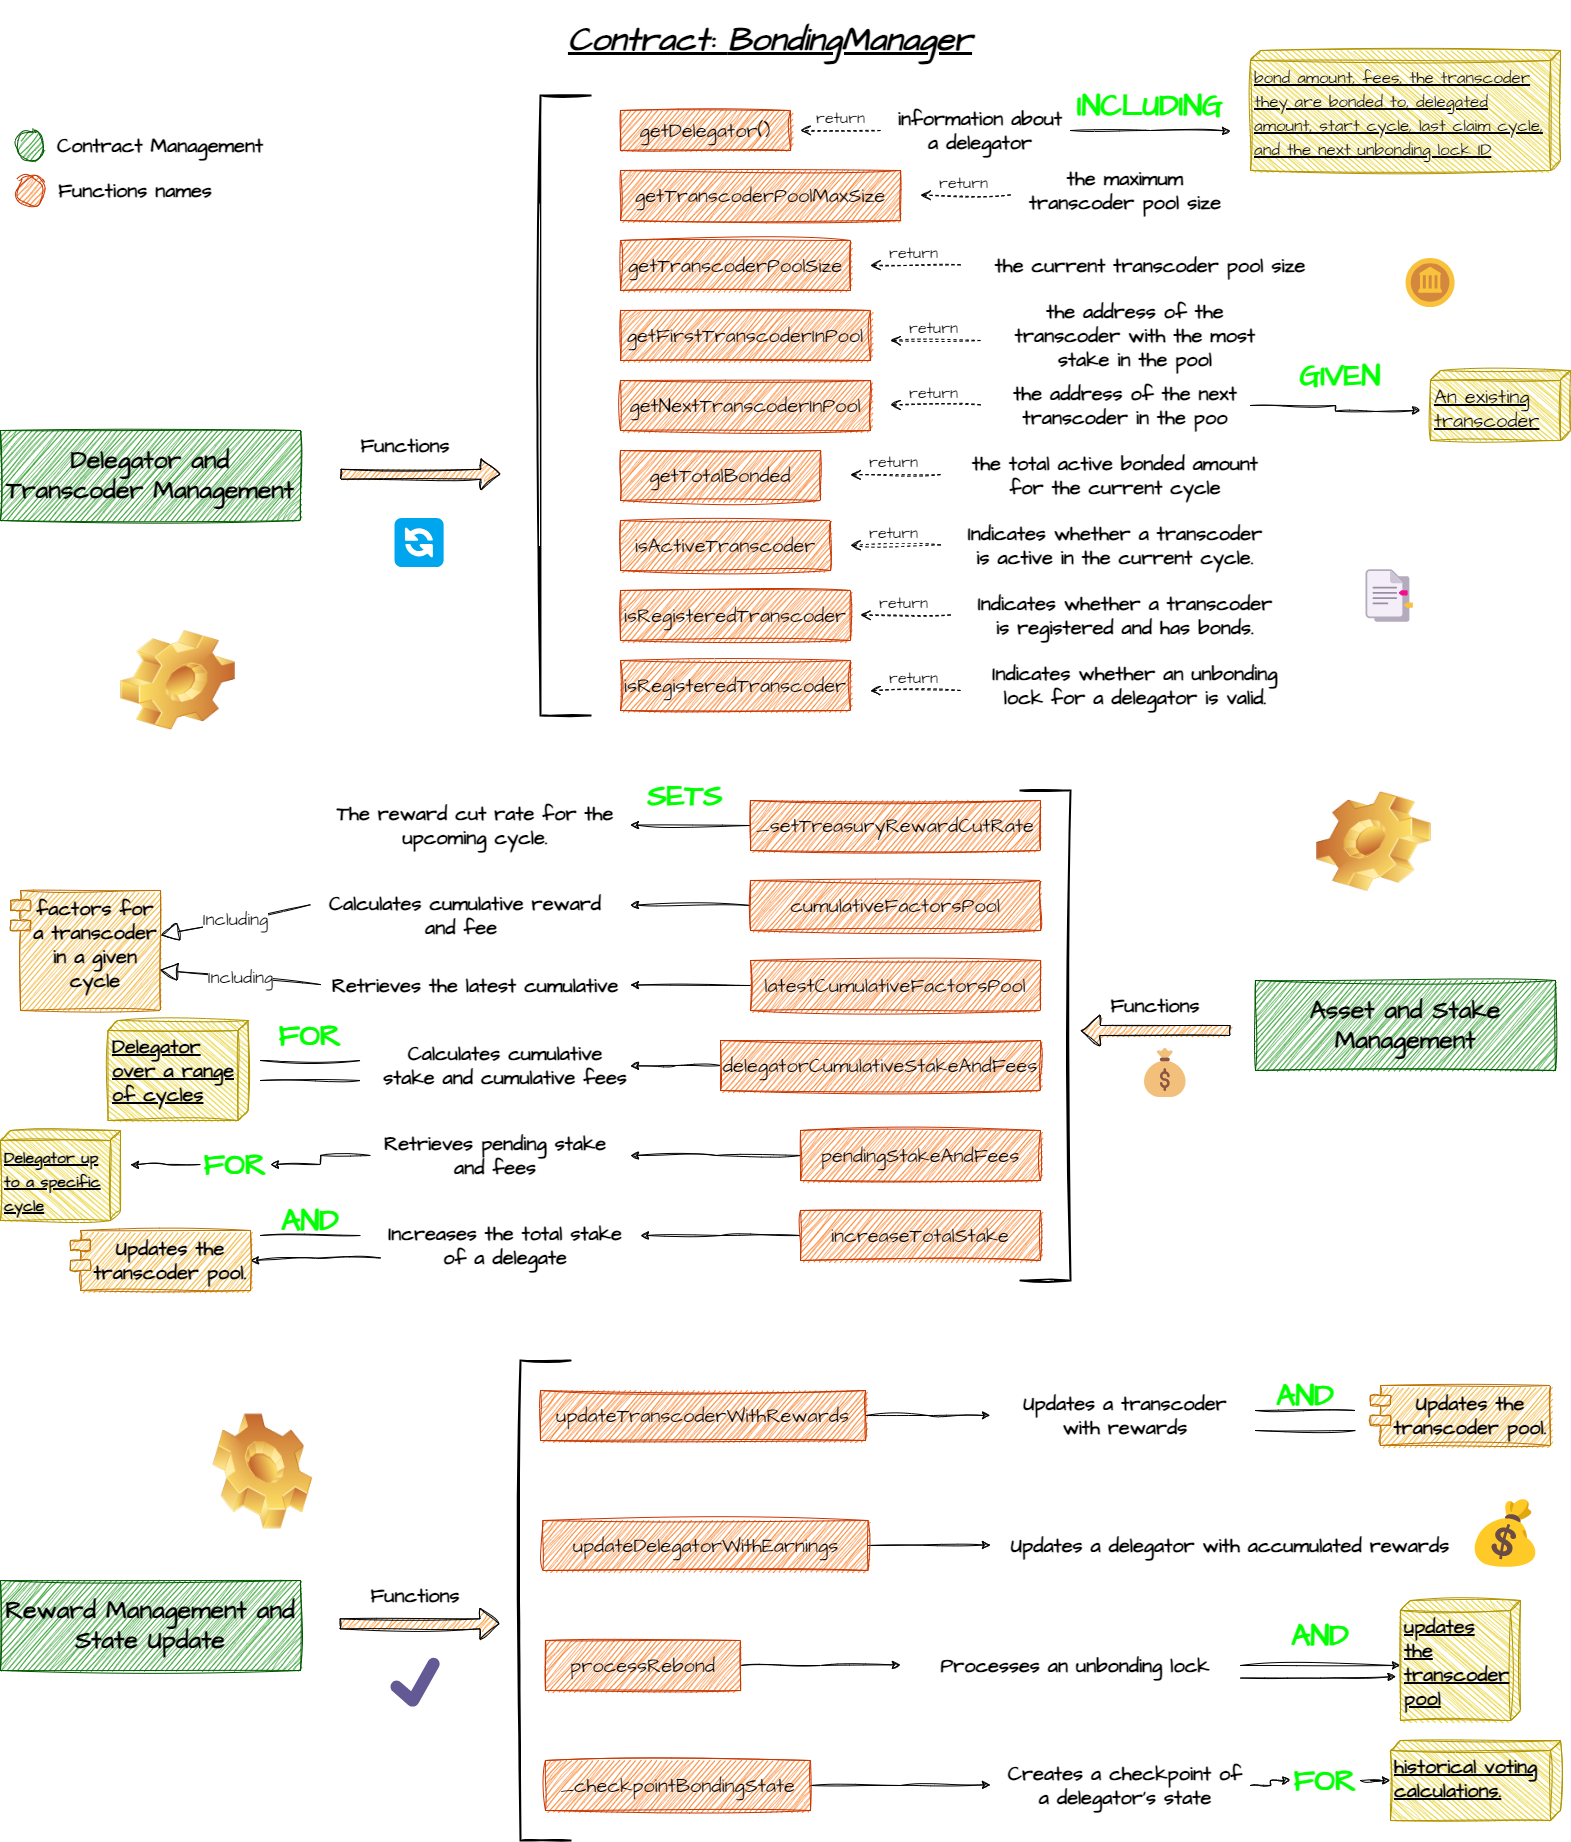 Contract: BondingManager
Contract Management
Functions names
Delegator and
Transcoder Management
Functions
getDelegator()
return
information about
a delegator
INCLUDING
bond amount, fees, the transcoder
they are bonded to, delegated
amount, start cycle, last claim cycle,
and the next unbonding lock ID
getTranscoderPoolMaxSize
return
the maximum
transcoder pool size
getTranscoderPoolSize
return
the current transcoder pool size
getFirstTranscoderInPool
return
the address of the
transcoder with the most
stake in the pool
getNextTranscoderInPool
return
the address of the next
transcoder in the poo
GIVEN
An existing
transcoder
getTotalBonded
return
the total active bonded amount
for the current cycle
isActiveTranscoder
return
Indicates whether a transcoder
is active in the current cycle.
isRegisteredTranscoder
return
Indicates whether a transcoder
is registered and has bonds.
isRegisteredTranscoder
return
Indicates whether an unbonding
lock for a delegator is valid.
Asset and Stake
Management
Functions
_setTreasuryRewardCutRate
SETS
The reward cut rate for the
upcoming cycle.
cumulativeFactorsPool
Calculates cumulative reward
and fee
Including
factors for
a transcoder
in a given
cycle
latestCumulativeFactorsPool
Retrieves the latest cumulative
Including
delegatorCumulativeStakeAndFees
Calculates cumulative
stake and cumulative fees
FOR
Delegator
over a range
of cycles
pendingStakeAndFees
Retrieves pending stake
and fees
FOR
Delegator up
to a specific
cycle
increaseTotalStake
Increases the total stake
of a delegate
AND
Updates the
transcoder pool.
Reward Management and
State Update
Functions
updateTranscoderWithRewards
Updates a transcoder
with rewards
AND
Updates the
transcoder pool.
updateDelegatorWithEarnings
Updates a delegator with accumulated rewards
processRebond
Processes an unbonding lock
AND
updates
the
transcoder
pool
_checkpointBondingState
Creates a checkpoint of
a delegator's state
FOR
historical voting
calculations.